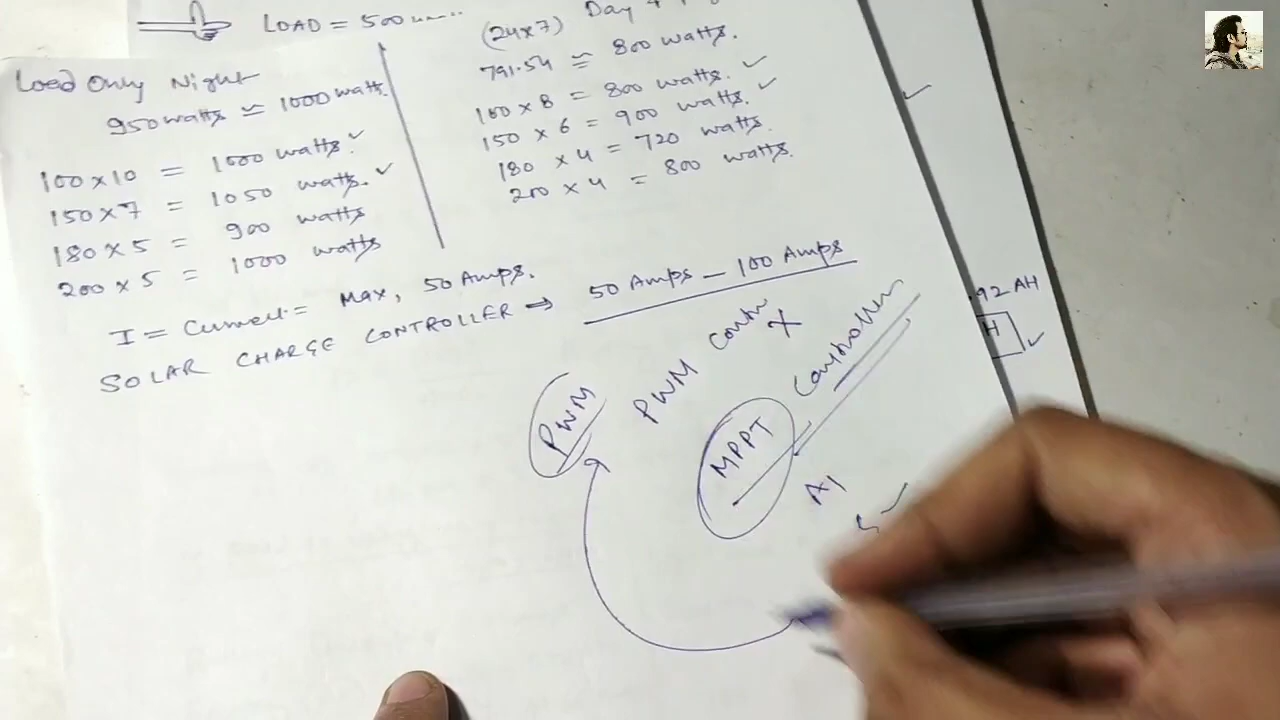 LOAD = 500
Load Only Night
950 watts ≃ 1000 watt.
100 x 10 = 1000 watts. ✓
150 x 7 = 1050 watts. ✓
180 x 5 = 900 watts
200 x 5 = 1000 watts
(24x7) Day +
791.54 ≃ 800 watts.
100 x 8 = 800 watts. ✓
150 x 6 = 900 watts. ✓
180 x 4 = 720 watts.
200 x 4 = 800 watts.
I = Current = Max, 50 Amps.
SOLAR CHARGE CONTROLLER ⇒ 50 Amps – 100 Amps
PWM
PWM Contr X
MPPT Controller
.92 AH
H ✓